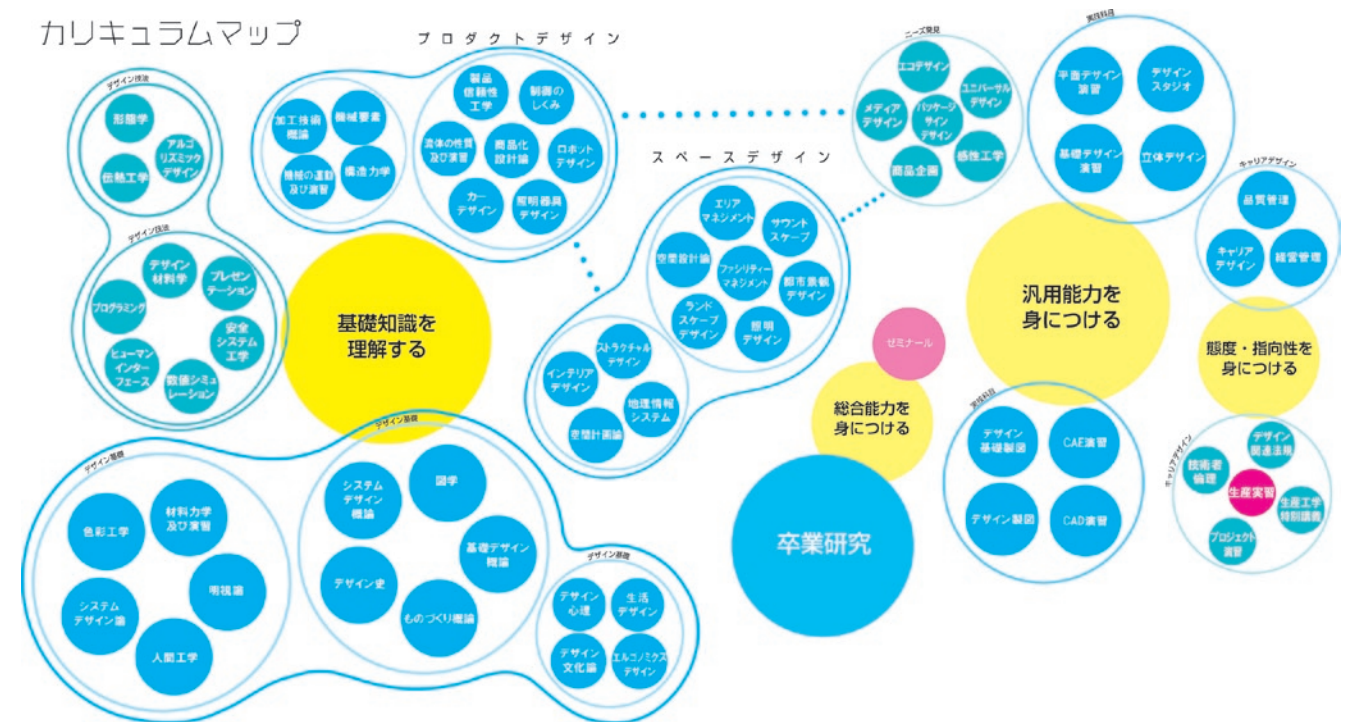 カリキュラムマップ
プロダクトデザイン
デザイン技法
形態学
アルゴ
リズミック
デザイン
伝熱工学
デザイン技法
デザイン
材料学
プレゼン
テーション
プログラミング
安全
システム
工学
ヒューマン
インター
フェース
数値シミュ
レーション
加工技術
概論
機械要素
機械の運動
及び演習
構造力学
製品
信頼性
工学
制御の
しくみ
流体の性質
及び演習
商品化
設計論
ロボット
デザイン
カー
デザイン
照明器具
デザイン
基礎知識を
理解する
スペースデザイン
エリア
マネジメント
サウンド
スケープ
空間設計論
ファシリティー
マネジメント
都市景観
デザイン
ランド
スケープ
デザイン
照明
デザイン
ストラクチャル
デザイン
インテリア
デザイン
地理情報
システム
空間計画論
ニーズ発見
エコデザイン
ユニバーサル
デザイン
メディア
デザイン
パッケージ
サイン
デザイン
感性工学
商品企画
実技科目
平面デザイン
演習
デザイン
スタジオ
基礎デザイン
演習
立体デザイン
キャリアデザイン
品質管理
キャリア
デザイン
経営管理
汎用能力を
身につける
態度・指向性を
身につける
ゼミナール
総合能力を
身につける
卒業研究
実技科目
デザイン
基礎製図
CAE演習
デザイン製図
CAD演習
キャリアデザイン
デザイン
関連法規
技術者
倫理
生産実習
生産工学
特別講義
プロジェクト
演習
デザイン基礎
色彩工学
材料力学
及び演習
明視論
システム
デザイン論
人間工学
デザイン基礎
システム
デザイン
概論
図学
基礎デザイン
概論
デザイン史
ものづくり概論
デザイン基礎
デザイン
心理
生活
デザイン
デザイン
文化論
エルゴノミクス
デザイン